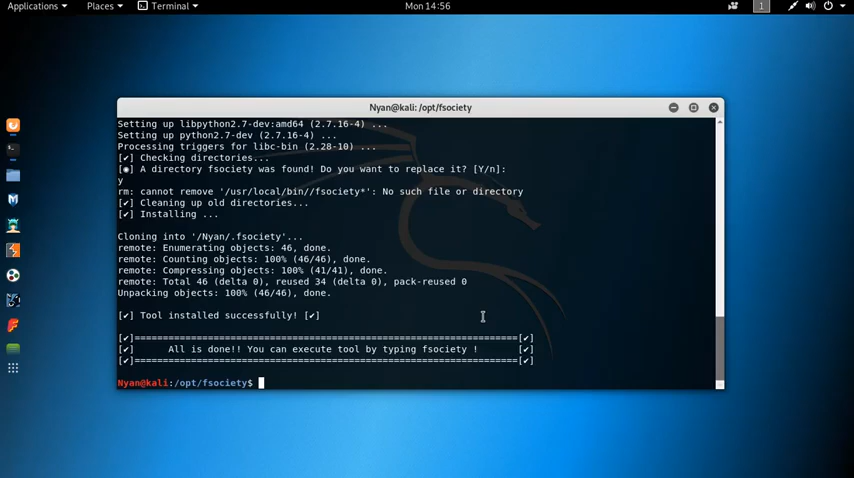 Applications Places Terminal Mon 14:56 1
Nyan@kali: /opt/fsociety
Setting up libpython2.7-dev:amd64 (2.7.16-4) ...
Setting up python2.7-dev (2.7.16-4) ...
Processing triggers for libc-bin (2.28-10) ...
[✔] Checking directories...
[◉] A directory fsociety was found! Do you want to replace it? [Y/n]:
y
rm: cannot remove '/usr/local/bin//fsociety*': No such file or directory
[✔] Cleaning up old directories...
[✔] Installing ...
Cloning into '/Nyan/.fsociety'...
remote: Enumerating objects: 46, done.
remote: Counting objects: 100% (46/46), done.
remote: Compressing objects: 100% (41/41), done.
remote: Total 46 (delta 0), reused 34 (delta 0), pack-reused 0
Unpacking objects: 100% (46/46), done.
[✔] Tool installed successfully! [✔]
[✔]====================================================[✔]
[✔] All is done!! You can execute tool by typing fsociety ! [✔]
[✔]====================================================[✔]
Nyan@kali:/opt/fsociety$